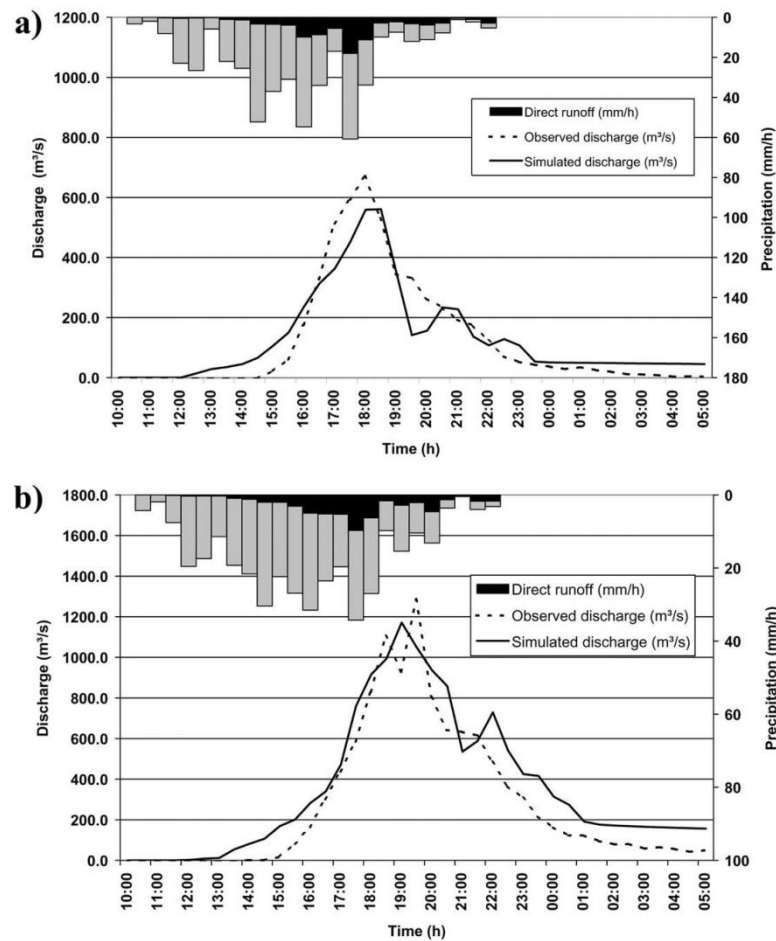 a)
1200.0
1000.0
800.0
600.0
400.0
200.0
0.0
Discharge (m³/s)
0
20
40
60
80
100
120
140
160
180
Precipitation (mm/h)
Direct runoff (mm/h)
Observed discharge (m³/s)
Simulated discharge (m³/s)
10:00 11:00 12:00 13:00 14:00 15:00 16:00 17:00 18:00 19:00 20:00 21:00 22:00 23:00 00:00 01:00 02:00 03:00 04:00 05:00
Time (h)
b)
1800.0
1600.0
1400.0
1200.0
1000.0
800.0
600.0
400.0
200.0
0.0
Discharge (m³/s)
0
20
40
60
80
100
Precipitation (mm/h)
Direct runoff (mm/h)
Observed discharge (m³/s)
Simulated discharge (m³/s)
10:00 11:00 12:00 13:00 14:00 15:00 16:00 17:00 18:00 19:00 20:00 21:00 22:00 23:00 00:00 01:00 02:00 03:00 04:00 05:00
Time (h)